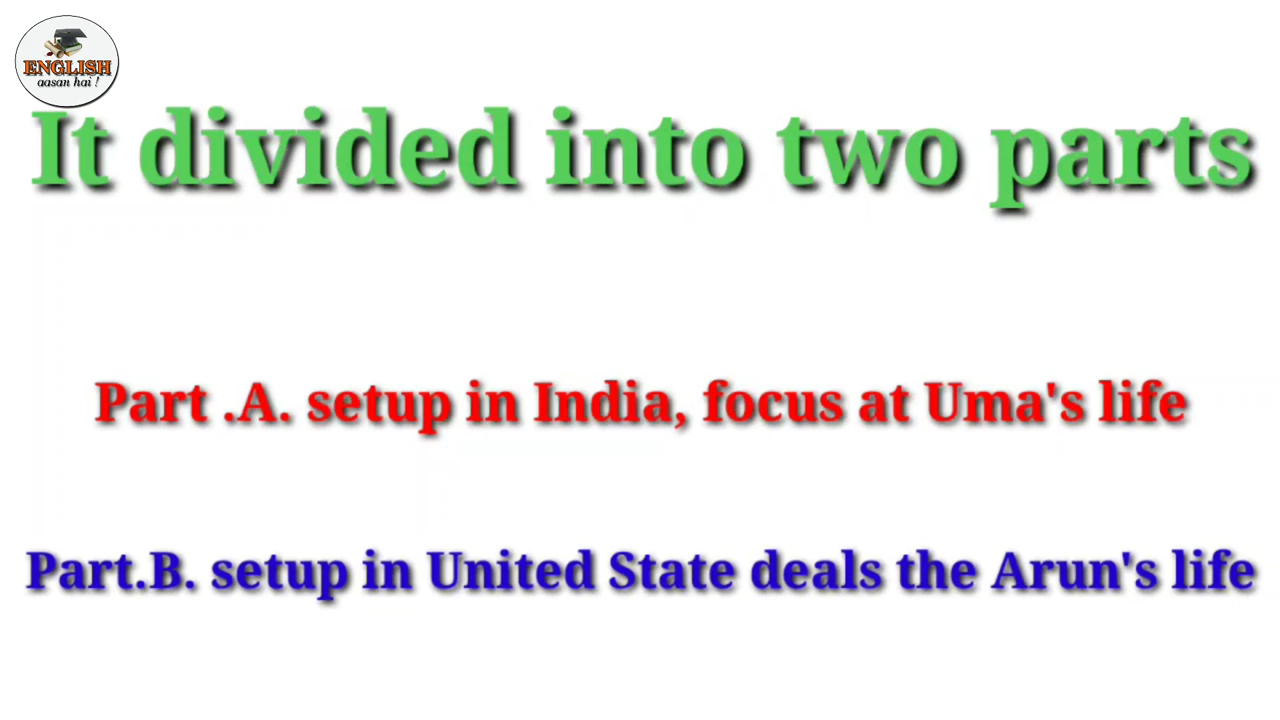 ENGLISH
aasan hai !
It divided into two parts
Part .A. setup in India, focus at Uma's life
Part.B. setup in United State deals the Arun's life